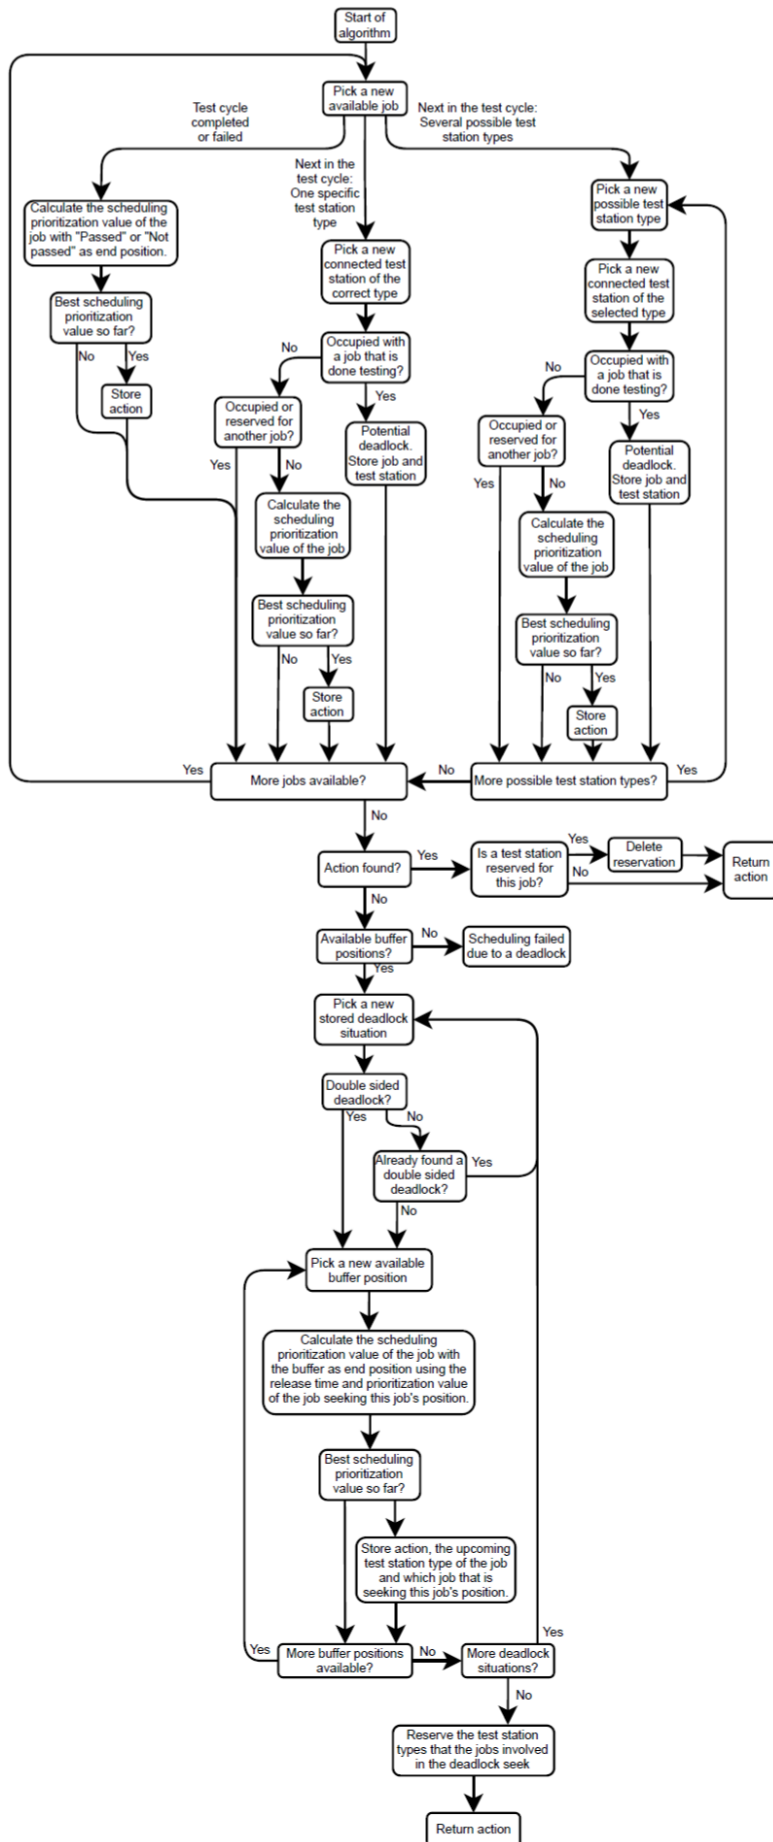 Start of
algorithm
Pick a new
available job
Test cycle
completed
or failed
Next in the test cycle:
Several possible test
station types
Next in the
test cycle:
One specific
test station
type
Pick a new
possible test
station type
Calculate the scheduling
prioritization value of the
job with "Passed" or "Not
passed" as end position.
Pick a new
connected test
station of the
correct type
Pick a new
connected test
station of the
selected type
Best scheduling
prioritization
value so far?
No
Yes
Store
action
Occupied with
a job that is
done testing?
No
Yes
Occupied or
reserved for
another job?
Yes
No
Potential
deadlock.
Store job and
test station
Calculate the
scheduling
prioritization
value of the job
Best scheduling
prioritization
value so far?
No
Yes
Store
action
Occupied with
a job that is
done testing?
No
Yes
Occupied or
reserved for
another job?
Yes
No
Potential
deadlock.
Store job and
test station
Calculate the
scheduling
prioritization
value of the job
Best scheduling
prioritization
value so far?
No
Yes
Store
action
Yes
More jobs available?
No
More possible test station types?
Yes
No
Action found?
Yes
Is a test station
reserved for
this job?
Yes
No
Delete
reservation
Return
action
No
Available buffer
positions?
No
Scheduling failed
due to a deadlock
Yes
Pick a new
stored deadlock
situation
Double sided
deadlock?
Yes
No
Already found a
double sided
deadlock?
Yes
No
Pick a new available
buffer position
Calculate the scheduling
prioritization value of the job with
the buffer as end position using the
release time and prioritization value
of the job seeking this job's position.
Best scheduling
prioritization
value so far?
Store action, the upcoming
test station type of the job
and which job that is
seeking this job's position.
Yes
More buffer positions
available?
No
More deadlock
situations?
Yes
No
Reserve the test station
types that the jobs involved
in the deadlock seek
Return action